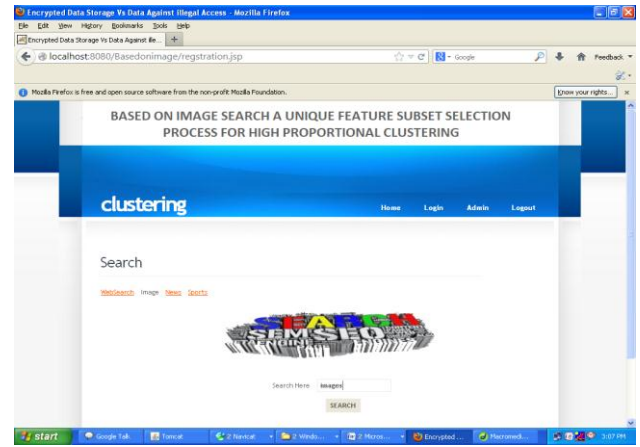 Encrypted Data Storage Vs Data Against Illegal Access - Mozilla Firefox
File Edit View History Bookmarks Tools Help
Encrypted Data Storage Vs Data Against ille... +
localhost:8080/Basedonimage/regstration.jsp Google Feedback
Mozilla Firefox is free and open source software from the non-profit Mozilla Foundation. Know your rights... x
BASED ON IMAGE SEARCH A UNIQUE FEATURE SUBSET SELECTION
PROCESS FOR HIGH PROPORTIONAL CLUSTERING
clustering
Home Login Admin Logout
Search
WebSearch Image News Sports
SEARCH
SEM SEO
ENGINE
Search Here images
SEARCH
start Google Talk Tomcat 2 Navicat 2 Windo... 2 Micros... Encrypted ... Macromedi... 3:07 PM